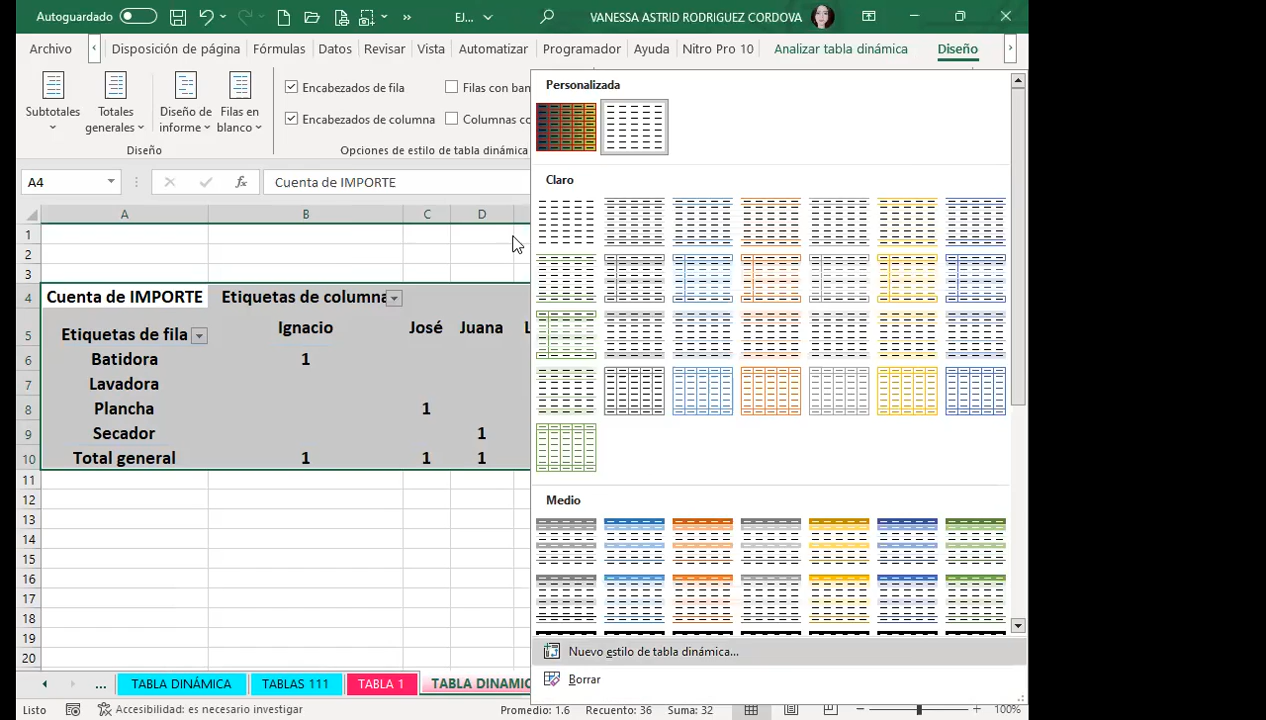 Autoguardado
EJ...
VANESSA ASTRID RODRIGUEZ CORDOVA
Archivo Disposición de página Fórmulas Datos Revisar Vista Automatizar Programador Ayuda Nitro Pro 10 Analizar tabla dinámica Diseño
Subtotales
Totales generales
Diseño de informe
Filas en blanco
Diseño
Encabezados de fila
Filas con ban
Encabezados de columna
Columnas co
Opciones de estilo de tabla dinámica
A4
Cuenta de IMPORTE
A B C D
1
2
3
4 Cuenta de IMPORTE Etiquetas de columna
5 Etiquetas de fila Ignacio José Juana L
6 Batidora 1
7 Lavadora
8 Plancha 1
9 Secador 1
10 Total general 1 1 1
11
12
13
14
15
16
17
18
19
20
Personalizada
Claro
Medio
Nuevo estilo de tabla dinámica...
Borrar
... TABLA DINÁMICA TABLAS 111 TABLA 1 TABLA DINAMIC
Listo Accesibilidad: es necesario investigar Promedio: 1.6 Recuento: 36 Suma: 32 100%